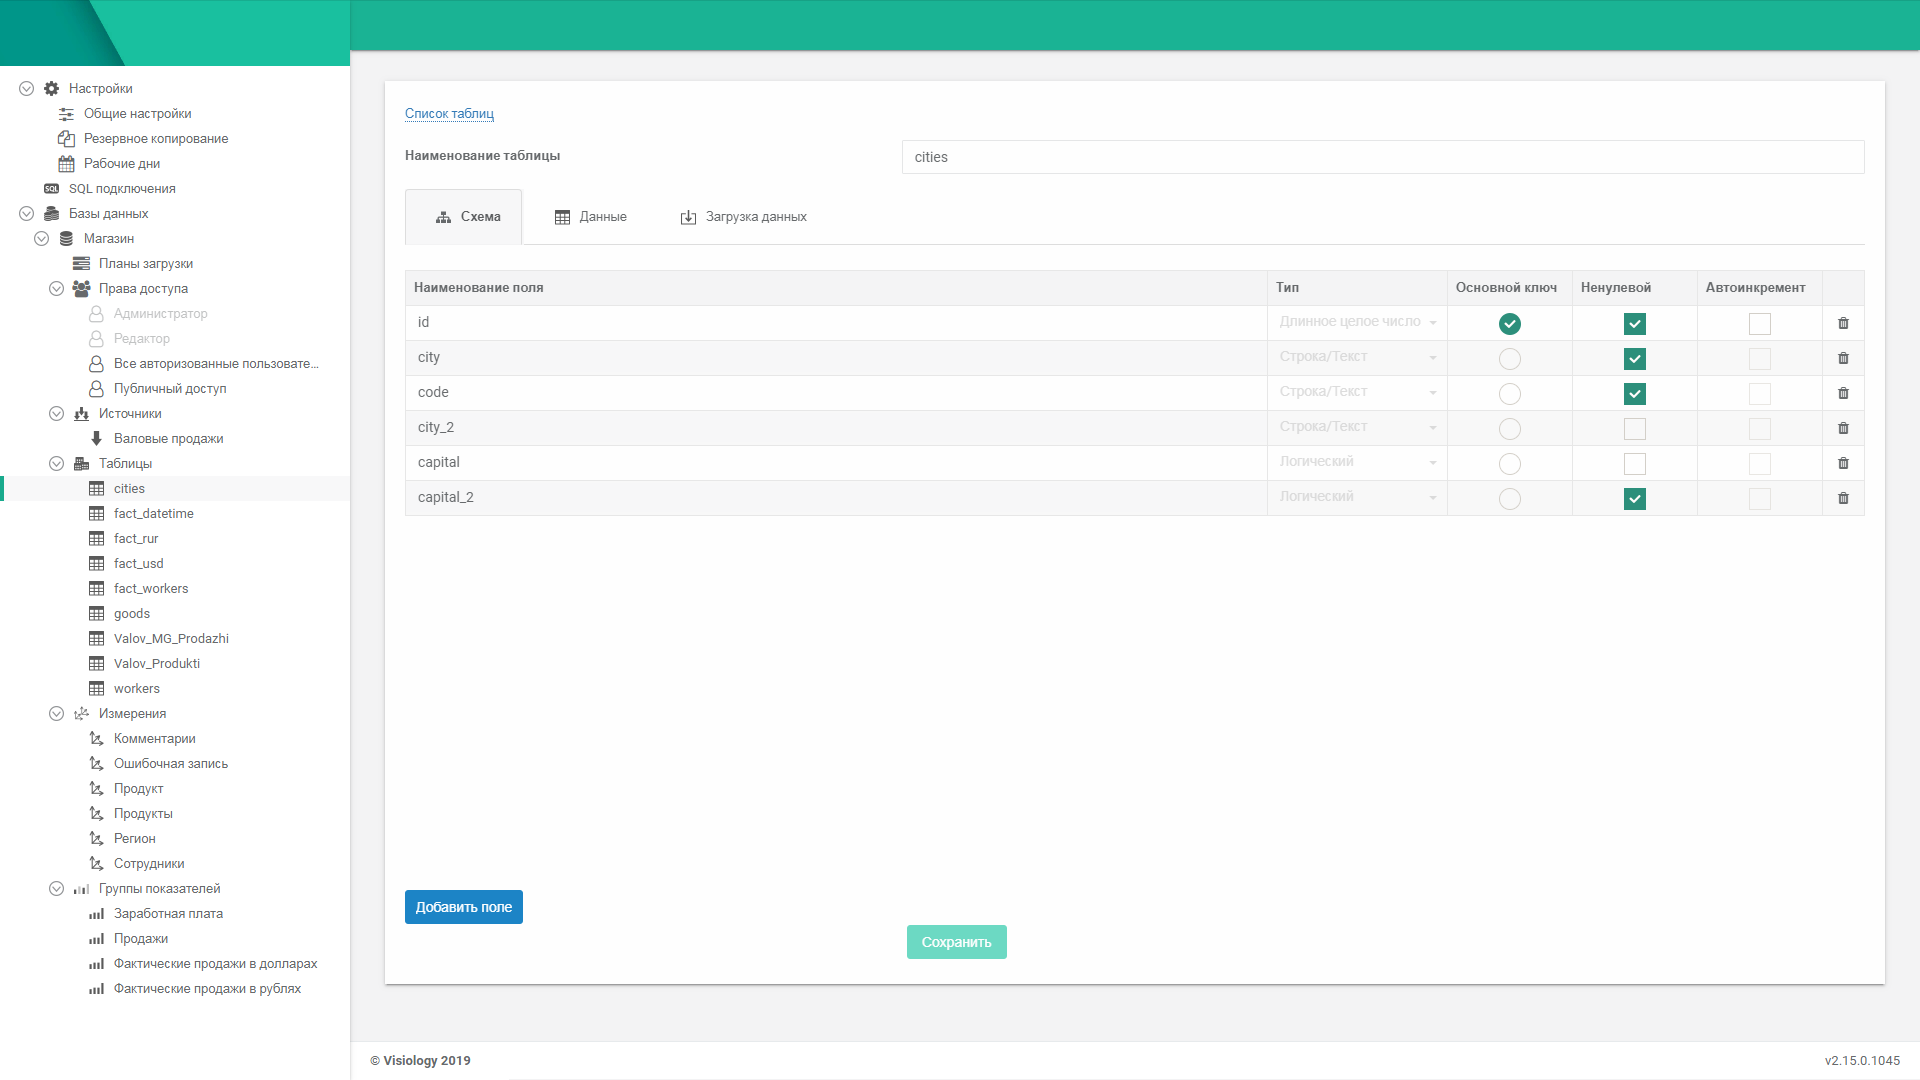 Настройки
Общие настройки
Резервное копирование
Рабочие дни
SQL подключения
Базы данных
Магазин
Планы загрузки
Права доступа
Администратор
Редактор
Все авторизованные пользовате...
Публичный доступ
Источники
Валовые продажи
Таблицы
cities
fact_datetime
fact_rur
fact_usd
fact_workers
goods
Valov_MG_Prodazhi
Valov_Produkti
workers
Измерения
Комментарии
Ошибочная запись
Продукт
Продукты
Регион
Сотрудники
Группы показателей
Заработная плата
Продажи
Фактические продажи в долларах
Фактические продажи в рублях
Список таблиц
Наименование таблицы cities
Схема Данные Загрузка данных
Наименование поля Тип Основной ключ Ненулевой Автоинкремент
id Длинное целое число
city Строка/Текст
code Строка/Текст
city_2 Строка/Текст
capital Логический
capital_2 Логический
Добавить поле
Сохранить
© Visiology 2019 v2.15.0.1045